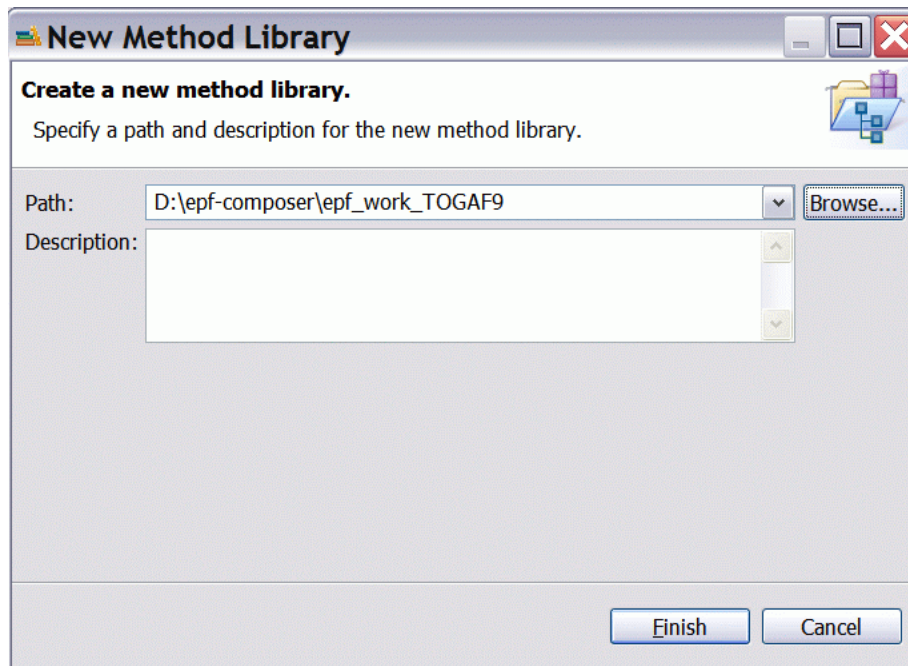 New Method Library
Create a new method library.
Specify a path and description for the new method library.
Path: D:\epf-composer\epf_work_TOGAF9 Browse...
Description:
Finish Cancel